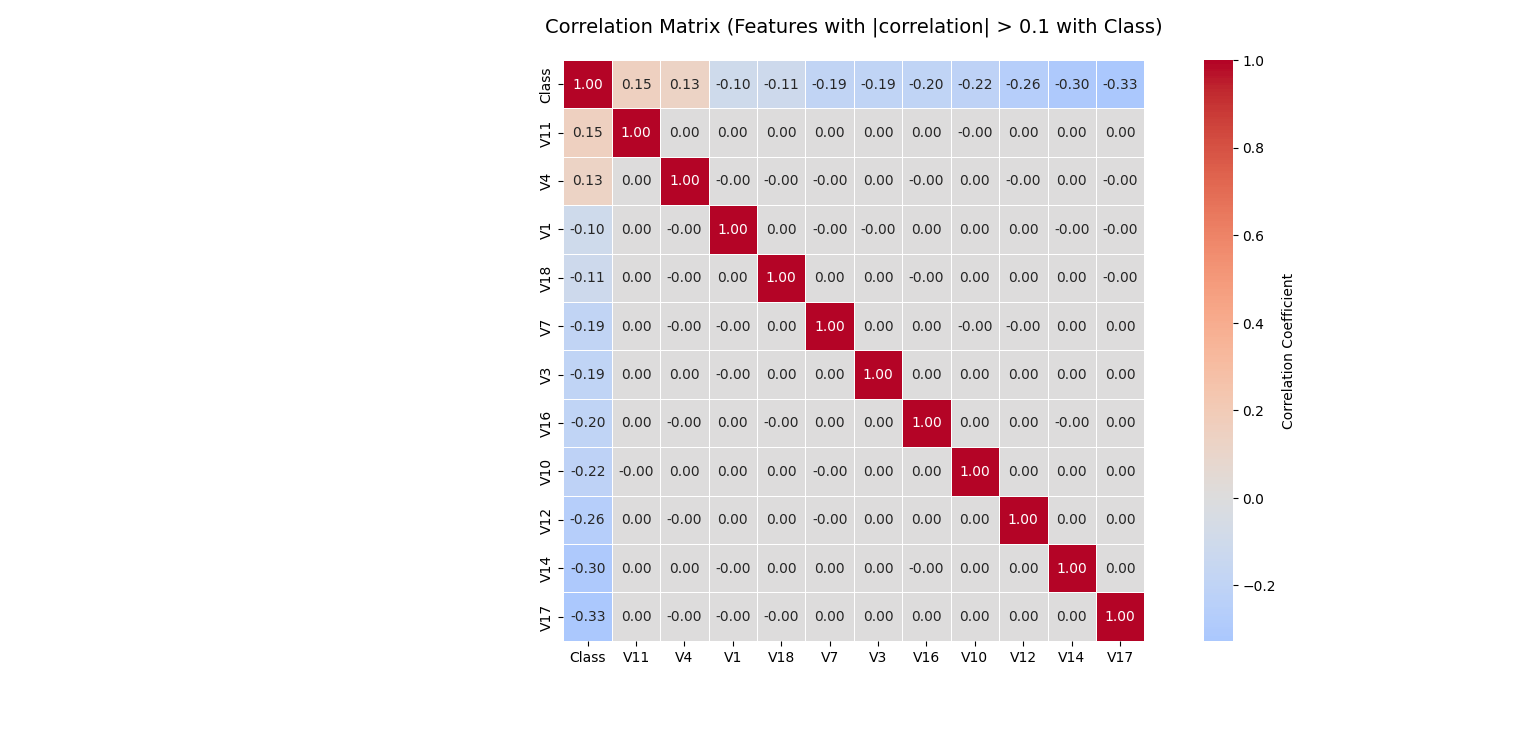 Correlation Matrix (Features with |correlation| > 0.1 with Class)
Class 1.00 0.15 0.13 -0.10 -0.11 -0.19 -0.19 -0.20 -0.22 -0.26 -0.30 -0.33
V11 0.15 1.00 0.00 0.00 0.00 0.00 0.00 0.00 -0.00 0.00 0.00 0.00
V4 0.13 0.00 1.00 -0.00 -0.00 -0.00 0.00 -0.00 0.00 -0.00 0.00 -0.00
V1 -0.10 0.00 -0.00 1.00 0.00 -0.00 -0.00 0.00 0.00 0.00 -0.00 -0.00
V18 -0.11 0.00 -0.00 0.00 1.00 0.00 0.00 -0.00 0.00 0.00 0.00 -0.00
V7 -0.19 0.00 -0.00 -0.00 0.00 1.00 0.00 0.00 -0.00 -0.00 0.00 0.00
V3 -0.19 0.00 0.00 -0.00 0.00 0.00 1.00 0.00 0.00 0.00 0.00 0.00
V16 -0.20 0.00 -0.00 0.00 -0.00 0.00 0.00 1.00 0.00 0.00 -0.00 0.00
V10 -0.22 -0.00 0.00 0.00 0.00 -0.00 0.00 0.00 1.00 0.00 0.00 0.00
V12 -0.26 0.00 -0.00 0.00 0.00 -0.00 0.00 0.00 0.00 1.00 0.00 0.00
V14 -0.30 0.00 0.00 -0.00 0.00 0.00 0.00 -0.00 0.00 0.00 1.00 0.00
V17 -0.33 0.00 -0.00 -0.00 -0.00 0.00 0.00 0.00 0.00 0.00 0.00 1.00
Class V11 V4 V1 V18 V7 V3 V16 V10 V12 V14 V17
1.0
0.8
0.6
0.4
0.2
0.0
−0.2
Correlation Coefficient